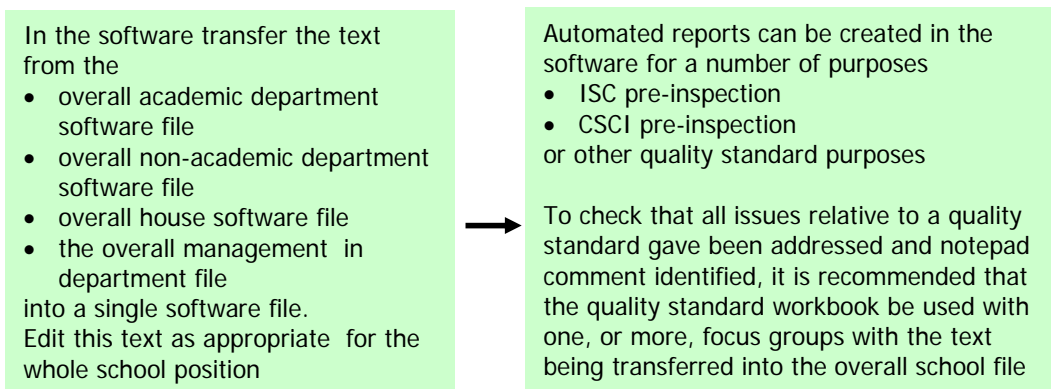 In the software transfer the text
from the
• overall academic department
software file
• overall non-academic department
software file
• overall house software file
• the overall management in
department file
into a single software file.
Edit this text as appropriate for the
whole school position
Automated reports can be created in the
software for a number of purposes
• ISC pre-inspection
• CSCI pre-inspection
or other quality standard purposes
To check that all issues relative to a quality
standard gave been addressed and notepad
comment identified, it is recommended that
the quality standard workbook be used with
one, or more, focus groups with the text
being transferred into the overall school file